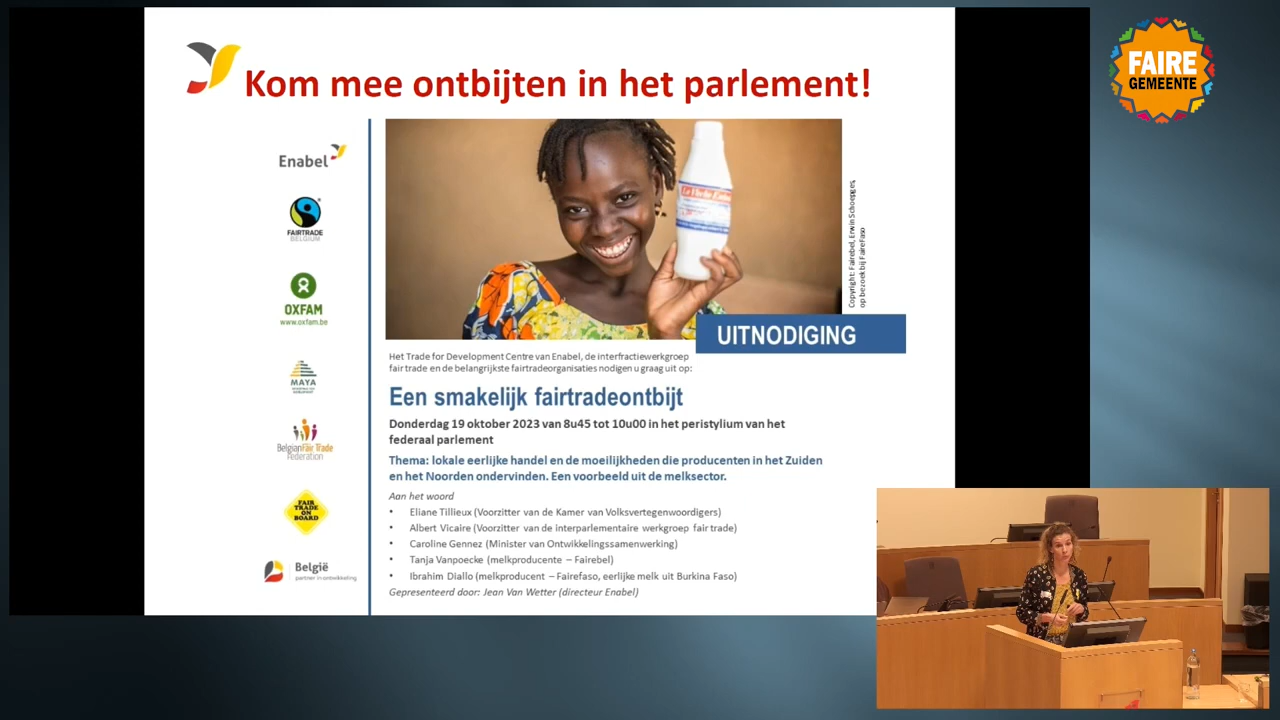 Kom mee ontbijten in het parlement!
FAIRE
GEMEENTE
Enabel
FAIRTRADE
BELGIUM
OXFAM
www.oxfam.be
MAYA
BelgianFair Trade
Federation
FAIR
TRADE ON
BOARD
België
partner in ontwikkeling
Copyright: Fairebel, Erwin Schoepges,
op bezoek bij FaireFaso
UITNODIGING
Het Trade for Development Centre van Enabel, de interfractiewerkgroep
fair trade en de belangrijkste fairtradeorganisaties nodigen u graag uit op:
Een smakelijk fairtradeontbijt
Donderdag 19 oktober 2023 van 8u45 tot 10u00 in het peristylium van het
federaal parlement
Thema: lokale eerlijke handel en de moeilijkheden die producenten in het Zuiden
en het Noorden ondervinden. Een voorbeeld uit de melksector.
Aan het woord
• Eliane Tillieux (Voorzitter van de Kamer van Volksvertegenwoordigers)
• Albert Vicaire (Voorzitter van de interparlementaire werkgroep fair trade)
• Caroline Gennez (Minister van Ontwikkelingssamenwerking)
• Tanja Vanpoecke (melkproducente – Fairebel)
• Ibrahim Diallo (melkproducent – Fairefaso, eerlijke melk uit Burkina Faso)
Gepresenteerd door: Jean Van Wetter (directeur Enabel)